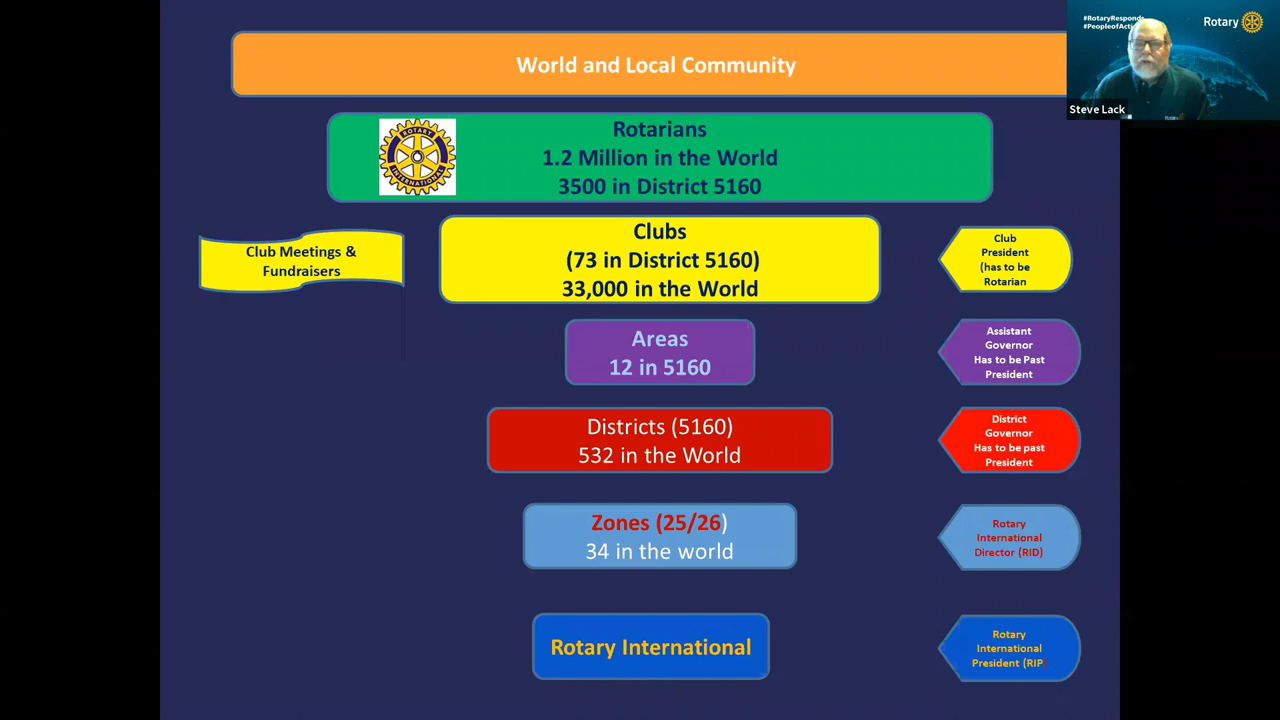 World and Local Community
#RotaryResponds
#PeopleofActi
Rotary
Steve Lack
ROTARY
INTERNATIONAL
Rotarians
1.2 Million in the World
3500 in District 5160
Club Meetings &
Fundraisers
Clubs
(73 in District 5160)
33,000 in the World
Club
President
(has to be
Rotarian
Areas
12 in 5160
Assistant
Governor
Has to be Past
President
Districts (5160)
532 in the World
District
Governor
Has to be past
President
Zones (25/26)
34 in the world
Rotary
International
Director (RID)
Rotary International
Rotary
International
President (RIP